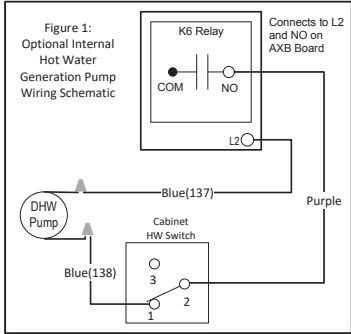 Figure 1:
Optional Internal
Hot Water
Generation Pump
Wiring Schematic
K6 Relay
COM
NO
L2
Connects to L2
and NO on
AXB Board
Blue(137)
Purple
DHW
Pump
Cabinet
HW Switch
Blue(138)
3
2
1